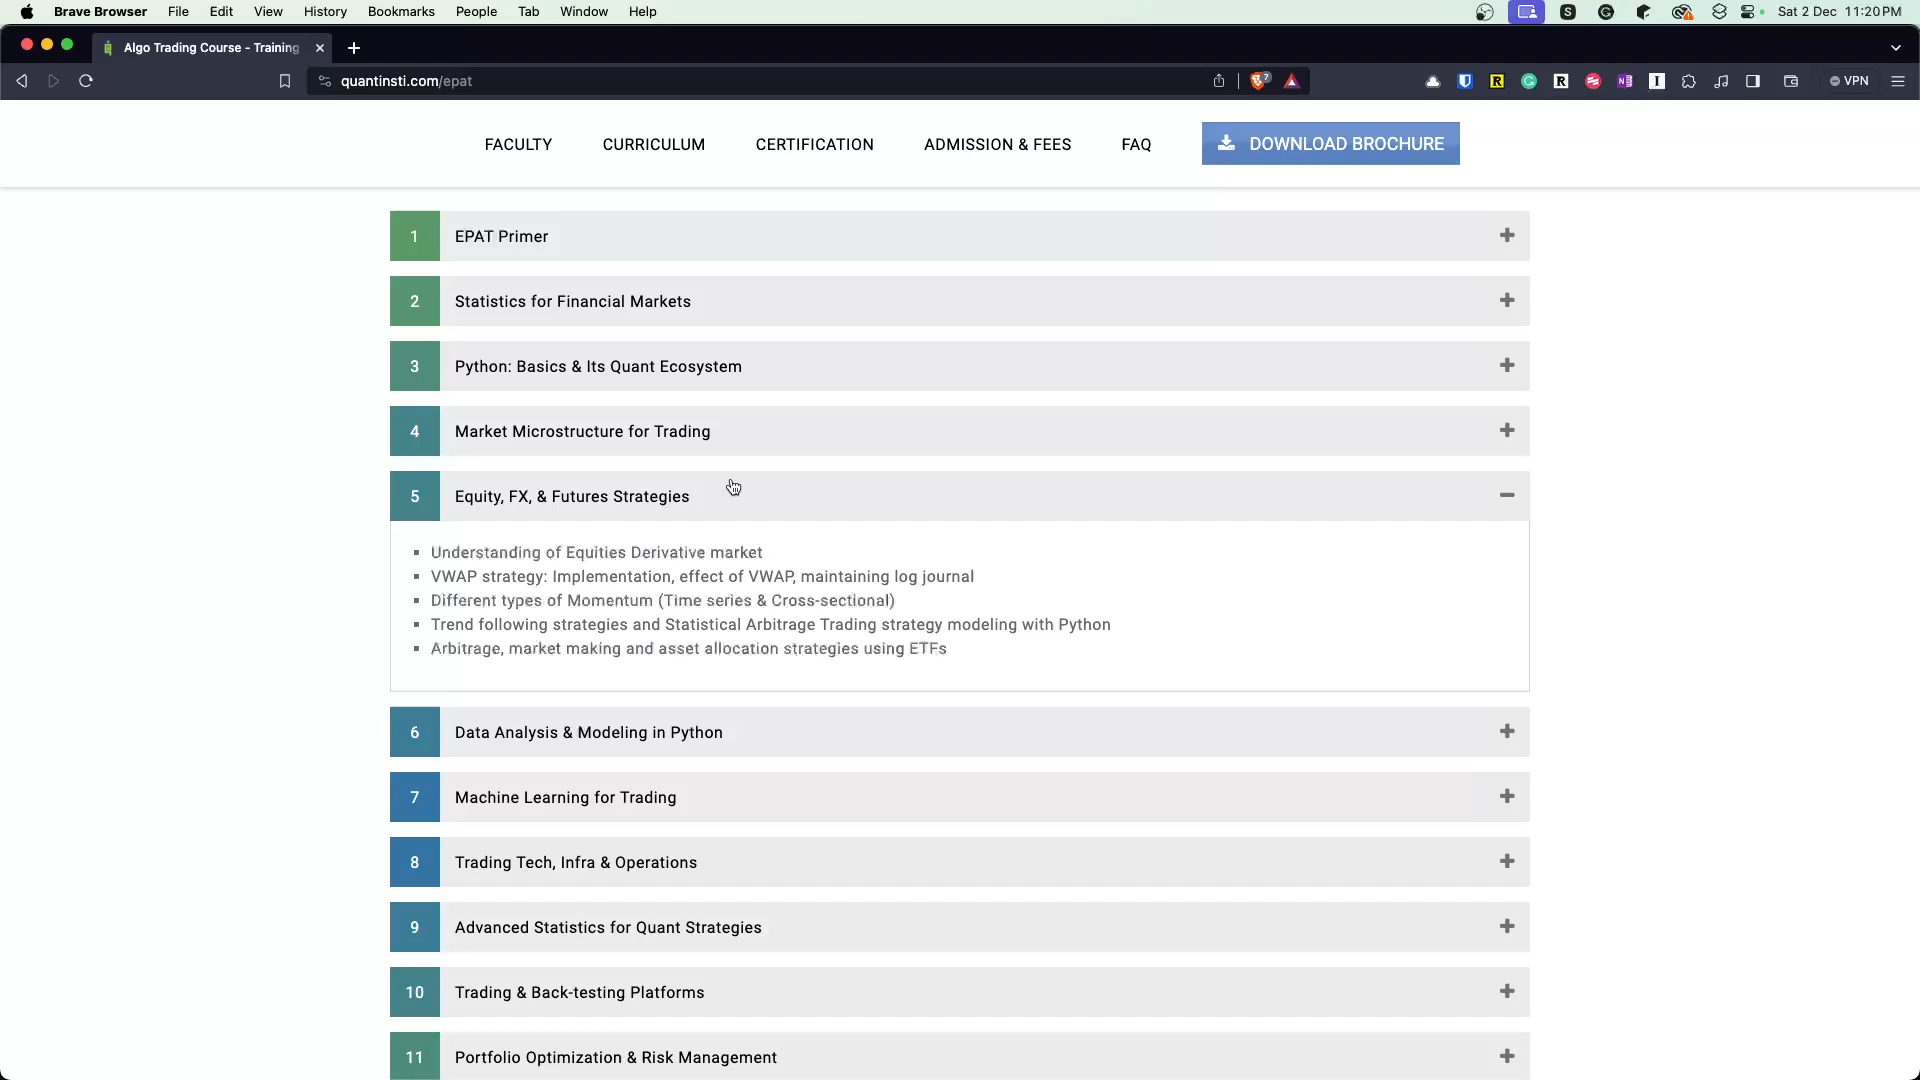 Brave Browser File Edit View History Bookmarks People Tab Window Help Sat 2 Dec 11:20 PM
Algo Trading Course - Training
quantinsti.com/epat 7 VPN
FACULTY CURRICULUM CERTIFICATION ADMISSION & FEES FAQ DOWNLOAD BROCHURE
1 EPAT Primer
2 Statistics for Financial Markets
3 Python: Basics & Its Quant Ecosystem
4 Market Microstructure for Trading
5 Equity, FX, & Futures Strategies
Understanding of Equities Derivative market
VWAP strategy: Implementation, effect of VWAP, maintaining log journal
Different types of Momentum (Time series & Cross-sectional)
Trend following strategies and Statistical Arbitrage Trading strategy modeling with Python
Arbitrage, market making and asset allocation strategies using ETFs
6 Data Analysis & Modeling in Python
7 Machine Learning for Trading
8 Trading Tech, Infra & Operations
9 Advanced Statistics for Quant Strategies
10 Trading & Back-testing Platforms
11 Portfolio Optimization & Risk Management